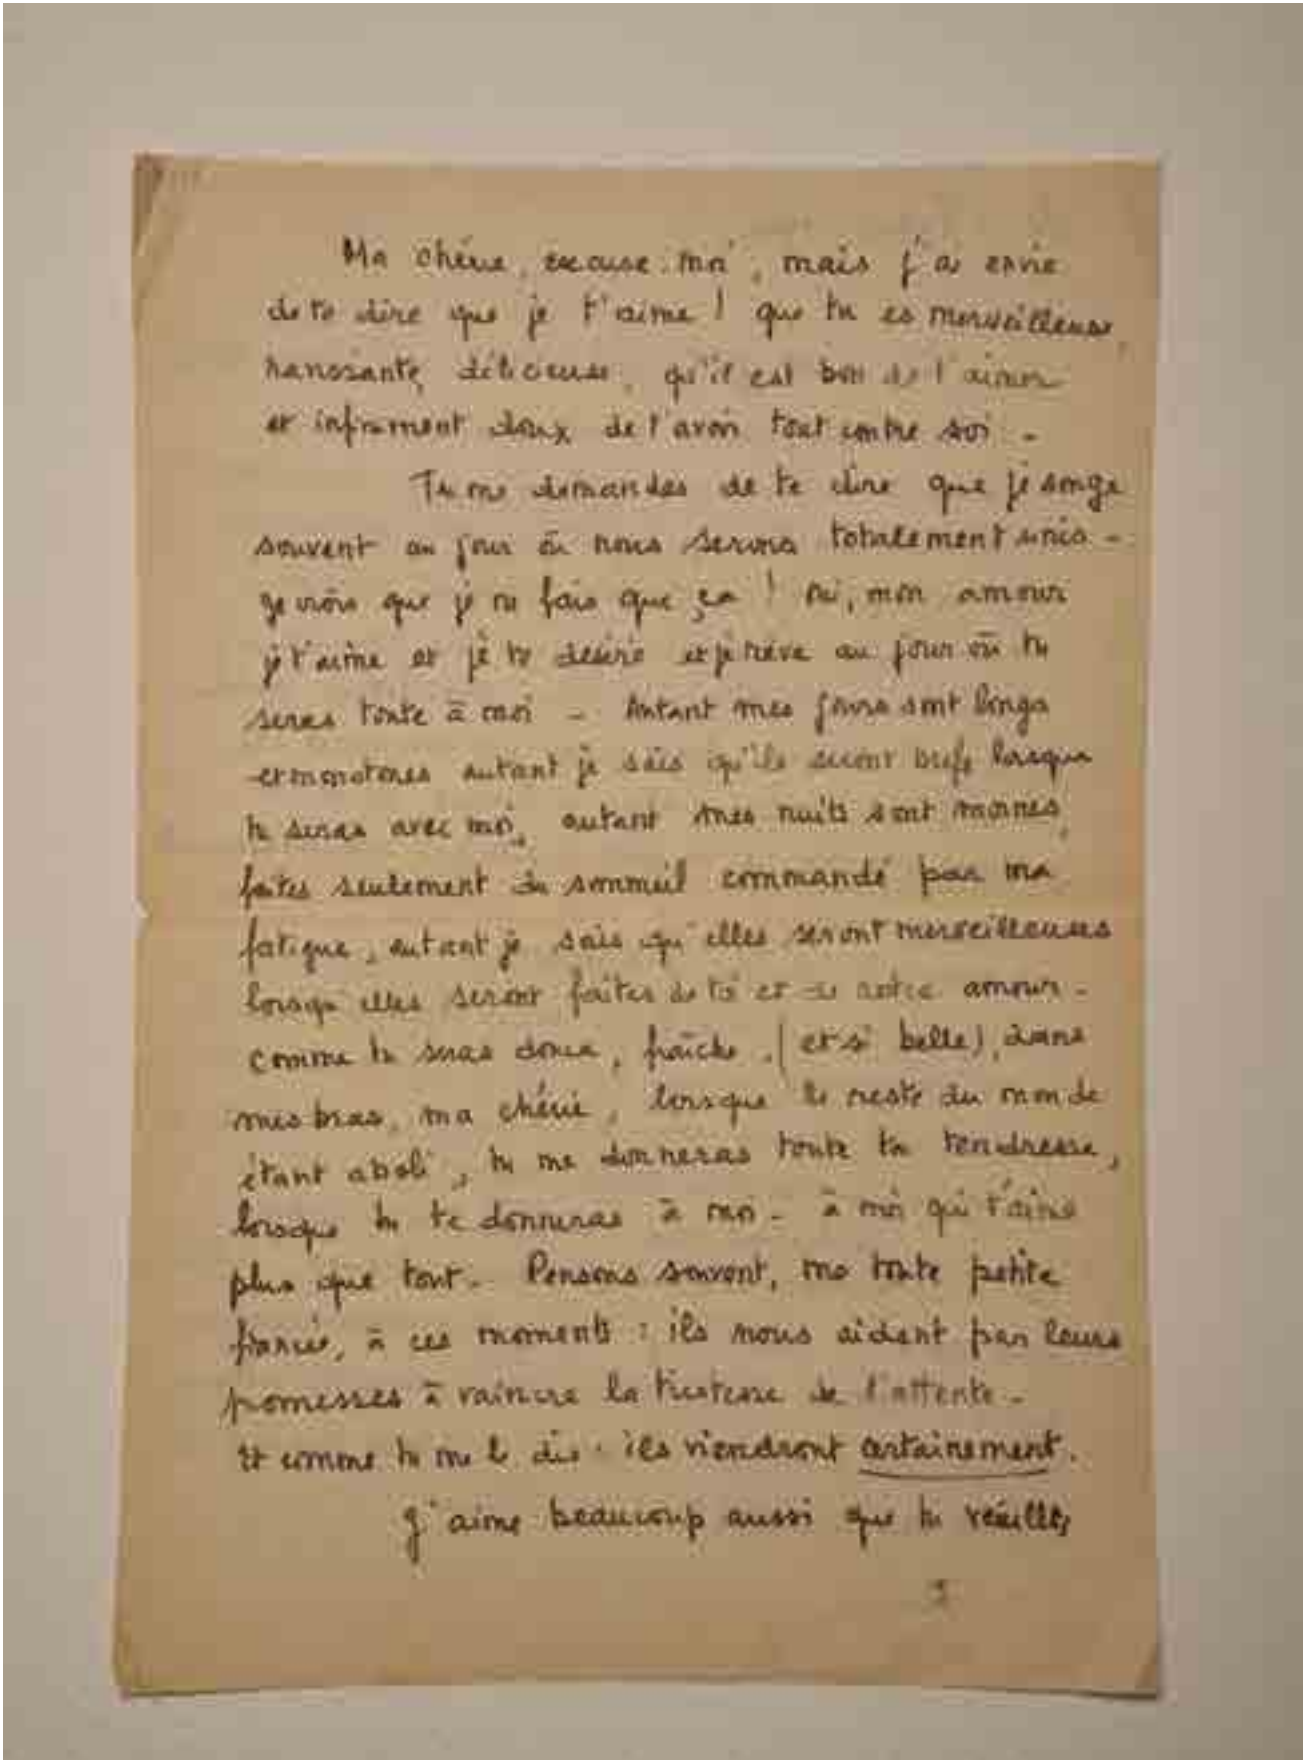 Ma chérie, excuse-moi, mais j'ai envie
de te dire que je t'aime ! que tu es merveilleuse,
ravissante, délicieuse, qu'il est bon de t'aimer
et infiniment doux de t'avoir tout contre soi -
Tu me demandes de te dire que je songe
souvent au jour où nous serons totalement unis -
Je crois que je ne fais que ça ! Oui, mon amour
je t'aime et je te désire et je rêve au jour où tu
seras toute à moi - Autant mes jours sont longs
et monotones autant je sais qu'ils seront brefs lorsque
tu seras avec moi, autant mes nuits sont mornes,
faites seulement du sommeil commandé par ma
fatigue, autant je sais qu'elles seront merveilleuses
lorsqu'elles seront faites de toi et de notre amour -
comme tu seras douce, fraîche, (et si belle), dans
mes bras, ma chérie, lorsque le reste du monde
étant aboli, tu me donneras toute ta tendresse,
lorsque tu te donneras à moi - à moi qui t'aime
plus que tout - Pensons souvent, ma toute petite
fiancée, à ces moments : ils nous aident par leurs
promesses à vaincre la tristesse de l'attente -
Et comme tu me le dis : ils viendront certainement.
J'aime beaucoup aussi que tu veuilles